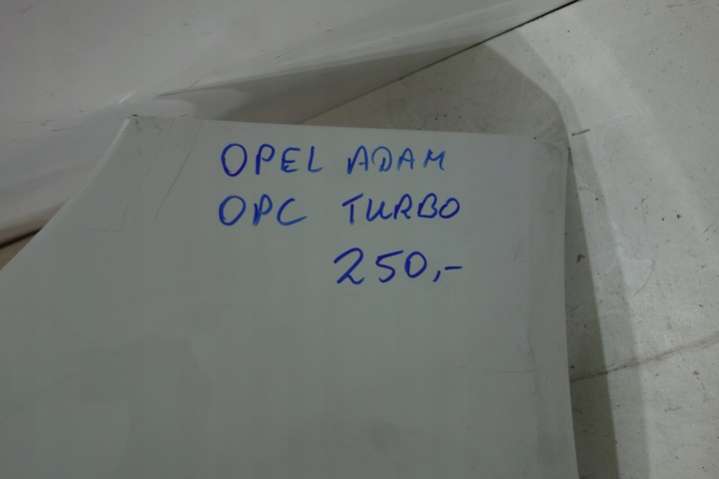 OPEL ADAM
OPC TURBO
250,-